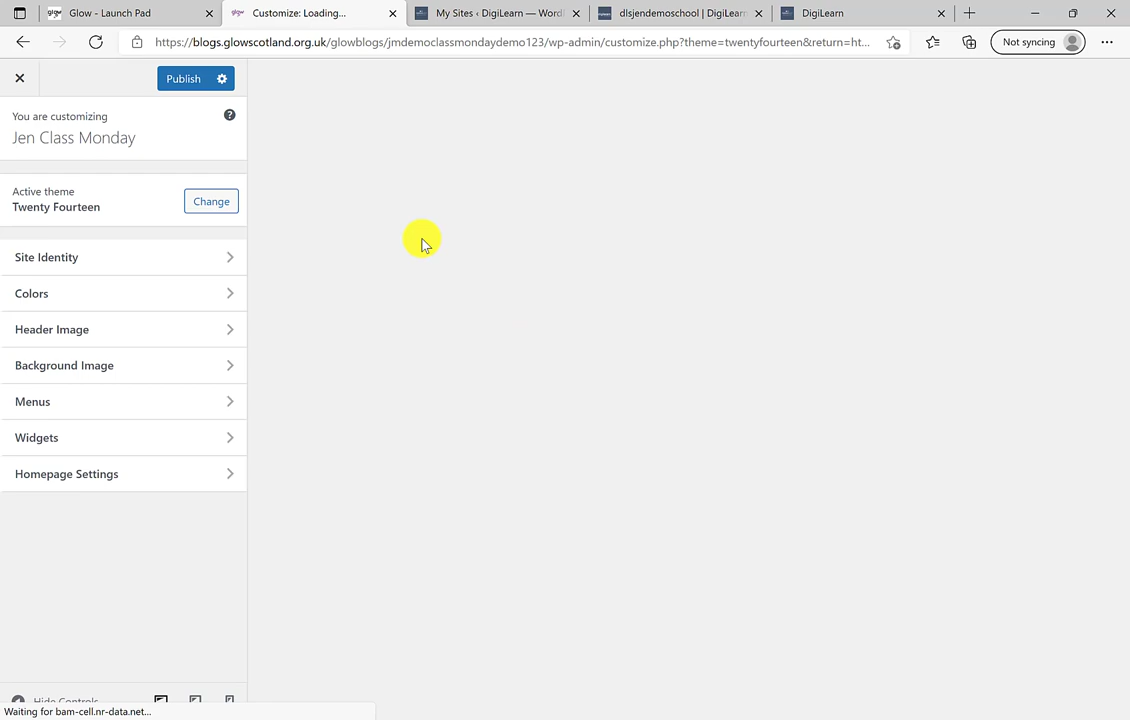 Glow - Launch Pad
Customize: Loading...
My Sites ‹ DigiLearn — Word
dlsjendemoschool | DigiLearn
DigiLearn
https://blogs.glowscotland.org.uk/glowblogs/jmdemoclassmondaydemo123/wp-admin/customize.php?theme=twentyfourteen&return=ht...
Not syncing
Publish
You are customizing
Jen Class Monday
Active theme
Twenty Fourteen
Change
Site Identity
Colors
Header Image
Background Image
Menus
Widgets
Homepage Settings
Hide Controls
Waiting for bam-cell.nr-data.net...